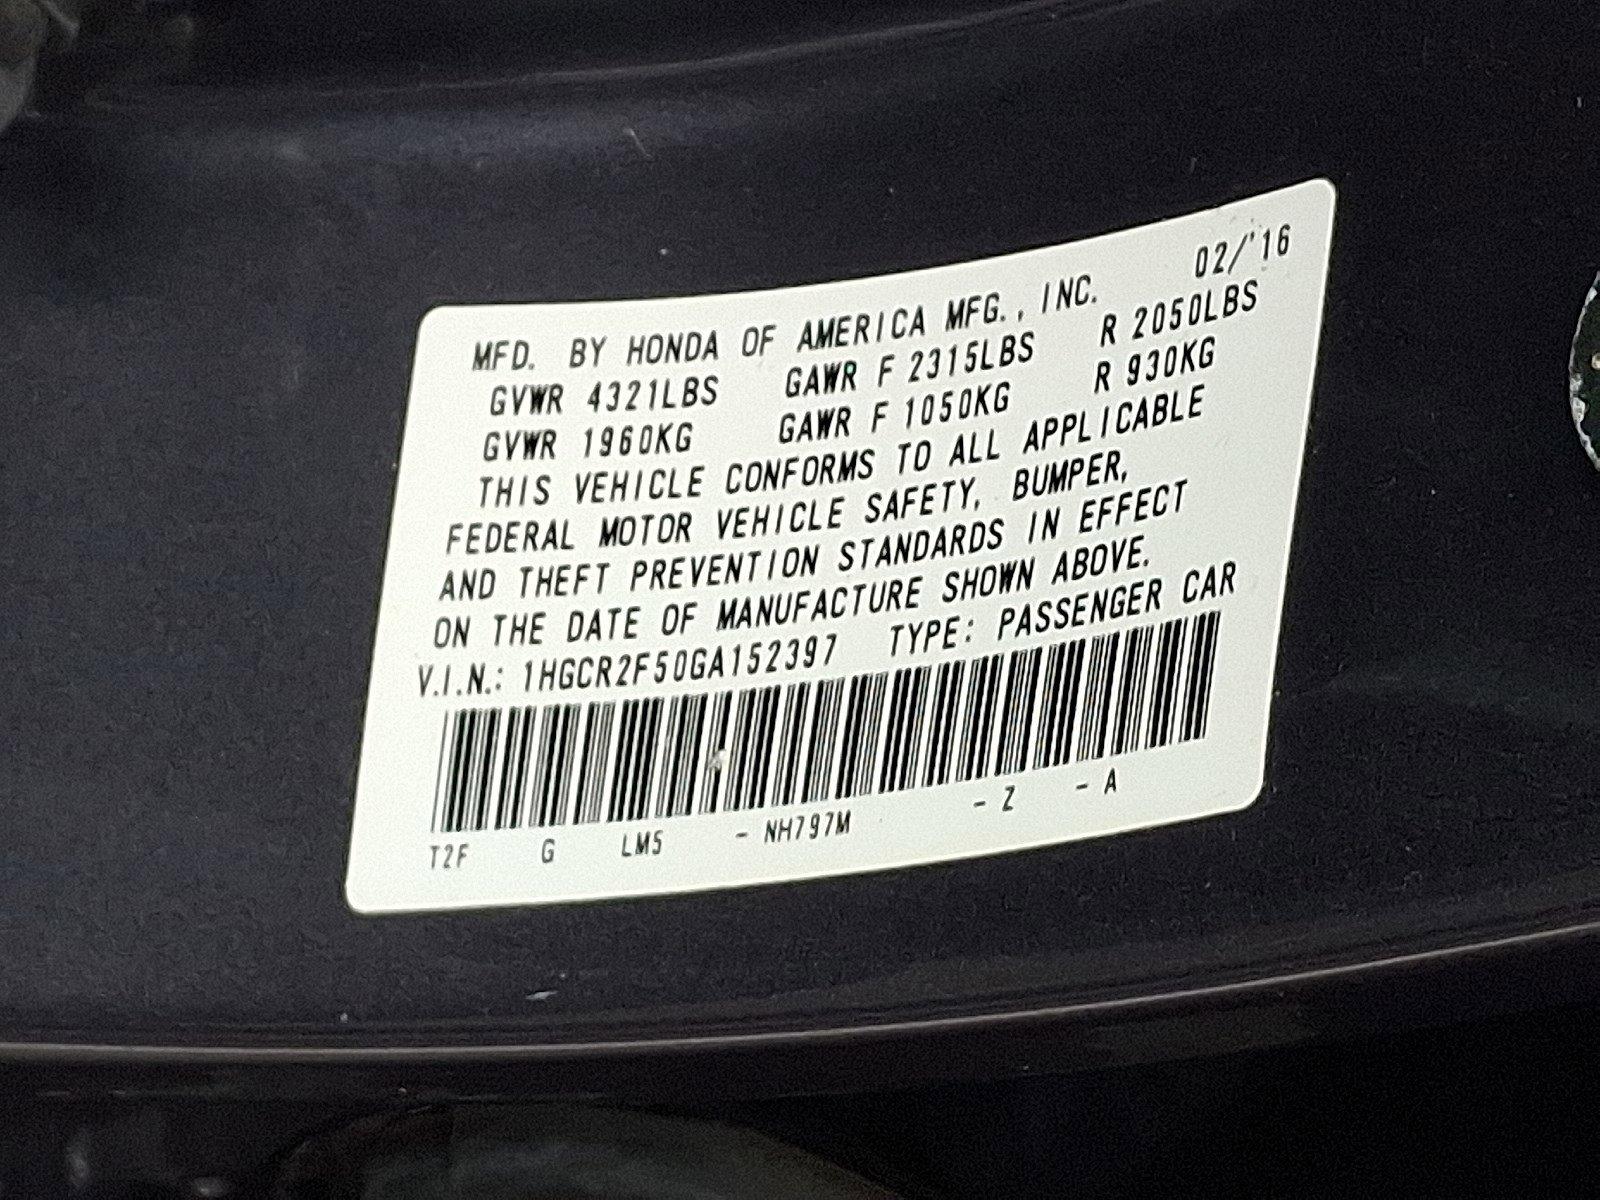 02/'16
MFD. BY HONDA OF AMERICA MFG., INC.
GVWR 4321LBS GAWR F 2315LBS R 2050LBS
GVWR 1960KG GAWR F 1050KG R 930KG
THIS VEHICLE CONFORMS TO ALL APPLICABLE
FEDERAL MOTOR VEHICLE SAFETY, BUMPER,
AND THEFT PREVENTION STANDARDS IN EFFECT
ON THE DATE OF MANUFACTURE SHOWN ABOVE.
V.I.N.: 1HGCR2F50GA152397 TYPE: PASSENGER CAR
T2F G LM5 - NH797M - Z - A